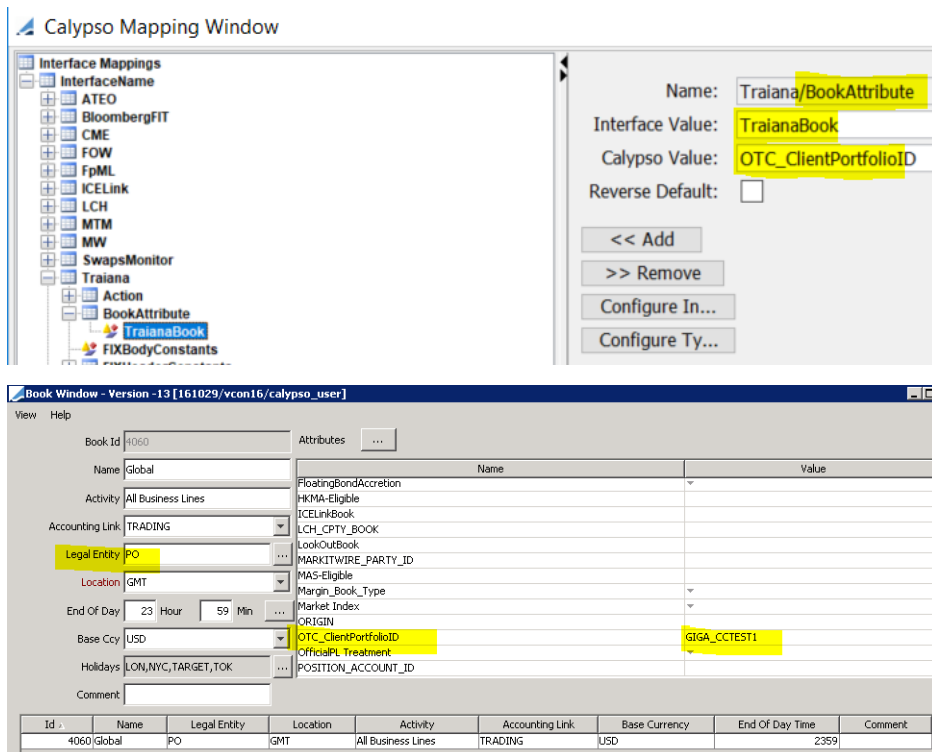 Calypso Mapping Window
Interface Mappings
InterfaceName
ATEO
BloombergFIT
CME
FOW
FpML
ICELink
LCH
MTM
MW
SwapsMonitor
Traiana
Action
BookAttribute
TraianaBook
FIXBodyConstants
Name: Traiana/BookAttribute
Interface Value: TraianaBook
Calypso Value: OTC_ClientPortfolioID
Reverse Default:
<< Add
>> Remove
Configure In...
Configure Ty...
Book Window - Version -13 [161029/vcon16/calypso_user]
View Help
Book Id 4060
Name Global
Activity All Business Lines
Accounting Link TRADING
Legal Entity PO ...
Location GMT
End Of Day 23 Hour 59 Min ...
Base Ccy USD
Holidays LON,NYC,TARGET,TOK ...
Comment
Attributes ...
Name Value
FloatingBondAccretion
HKMA-Eligible
ICELinkBook
LCH_CPTY_BOOK
LookOutBook
MARKITWIRE_PARTY_ID
MAS-Eligible
Margin_Book_Type
Market Index
ORIGIN
OTC_ClientPortfolioID GIGA_CCTEST1
OfficialPL Treatment
POSITION_ACCOUNT_ID
Id Name Legal Entity Location Activity Accounting Link Base Currency End Of Day Time Comment
4060 Global PO GMT All Business Lines TRADING USD 2359